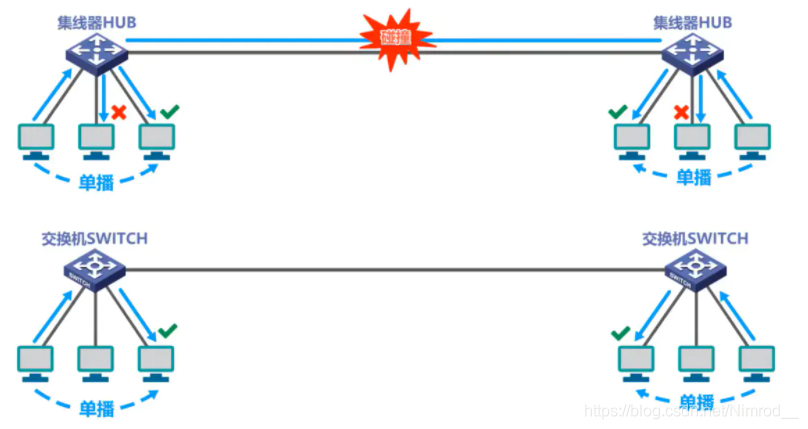 集线器HUB
集线器HUB
碰撞
单播
单播
交换机SWITCH
交换机SWITCH
SWITCH
SWITCH
单播
单播
https://blog.csdn.net/Nimrod__